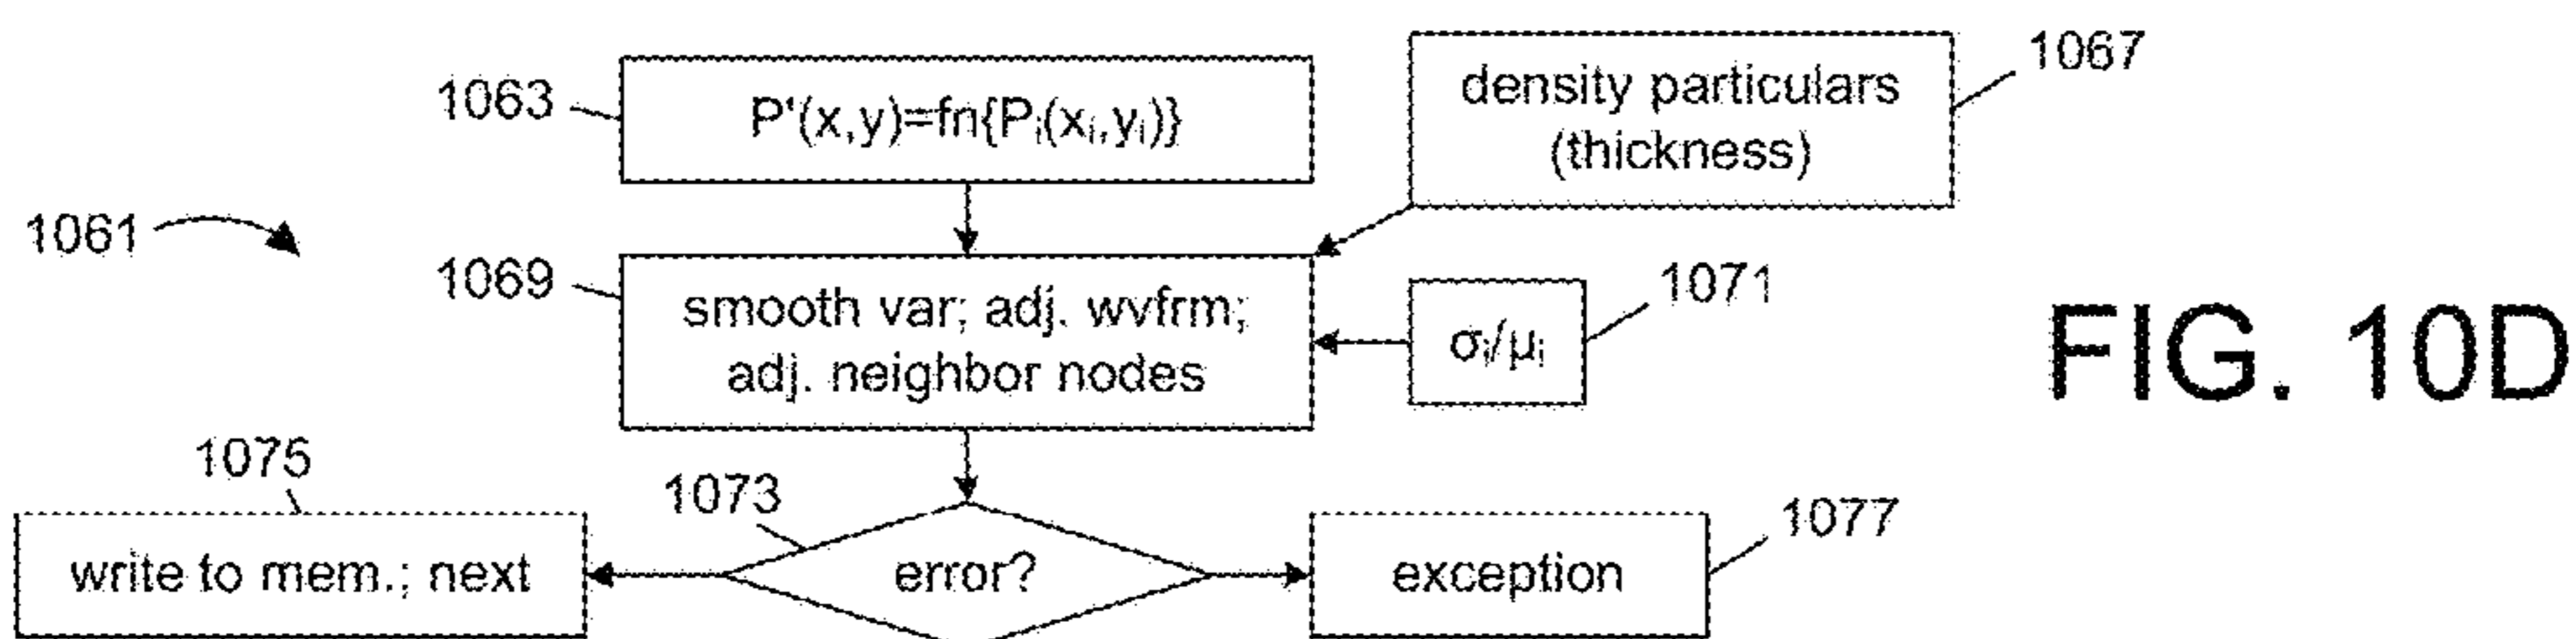 1063
P'(x,y)=fn{Pᵢ(xᵢ,yᵢ)}
density particulars
(thickness)
1067
1061
1069
smooth var; adj. wvfrm;
adj. neighbor nodes
1071
σᵢ/μᵢ
FIG. 10D
1075
write to mem.; next
1073
error?
exception
1077